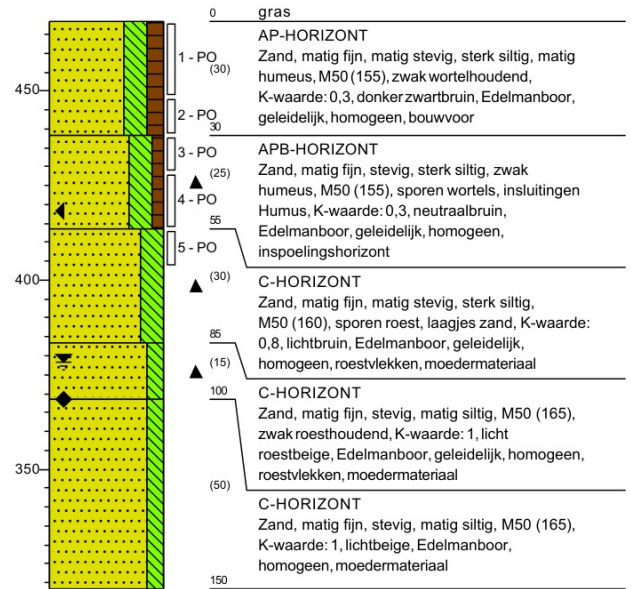 0 gras
AP-HORIZONT
Zand, matig fijn, matig stevig, sterk siltig, matig
humeus, M50 (155), zwak wortelhoudend,
K-waarde: 0,3, donkerzwartbruin, Edelmanboor,
geleidelijk, homogeen, bouwvoor
1 - PO
(30)
450
2 - PO
30
APB-HORIZONT
Zand, matig fijn, stevig, sterk siltig, zwak
humeus, M50 (155), sporen wortels, insluitingen
Humus, K-waarde: 0,3, neutraalbruin,
Edelmanboor, geleidelijk, homogeen,
inspoelingshorizont
3 - PO
(25)
4 - PO
55
5 - PO
(30)
400
C-HORIZONT
Zand, matig fijn, matig stevig, sterk siltig,
M50 (160), sporen roest, laagjes zand, K-waarde:
0,8, lichtbruin, Edelmanboor, geleidelijk,
homogeen, roestvlekken, moedermateriaal
85
(15)
100
C-HORIZONT
Zand, matig fijn, stevig, matig siltig, M50 (165),
zwak roesthoudend, K-waarde: 1, licht
roestbeige, Edelmanboor, geleidelijk, homogeen,
roestvlekken, moedermateriaal
350
(50)
C-HORIZONT
Zand, matig fijn, stevig, matig siltig, M50 (165),
K-waarde: 1, lichtbeige, Edelmanboor,
homogeen, moedermateriaal
150